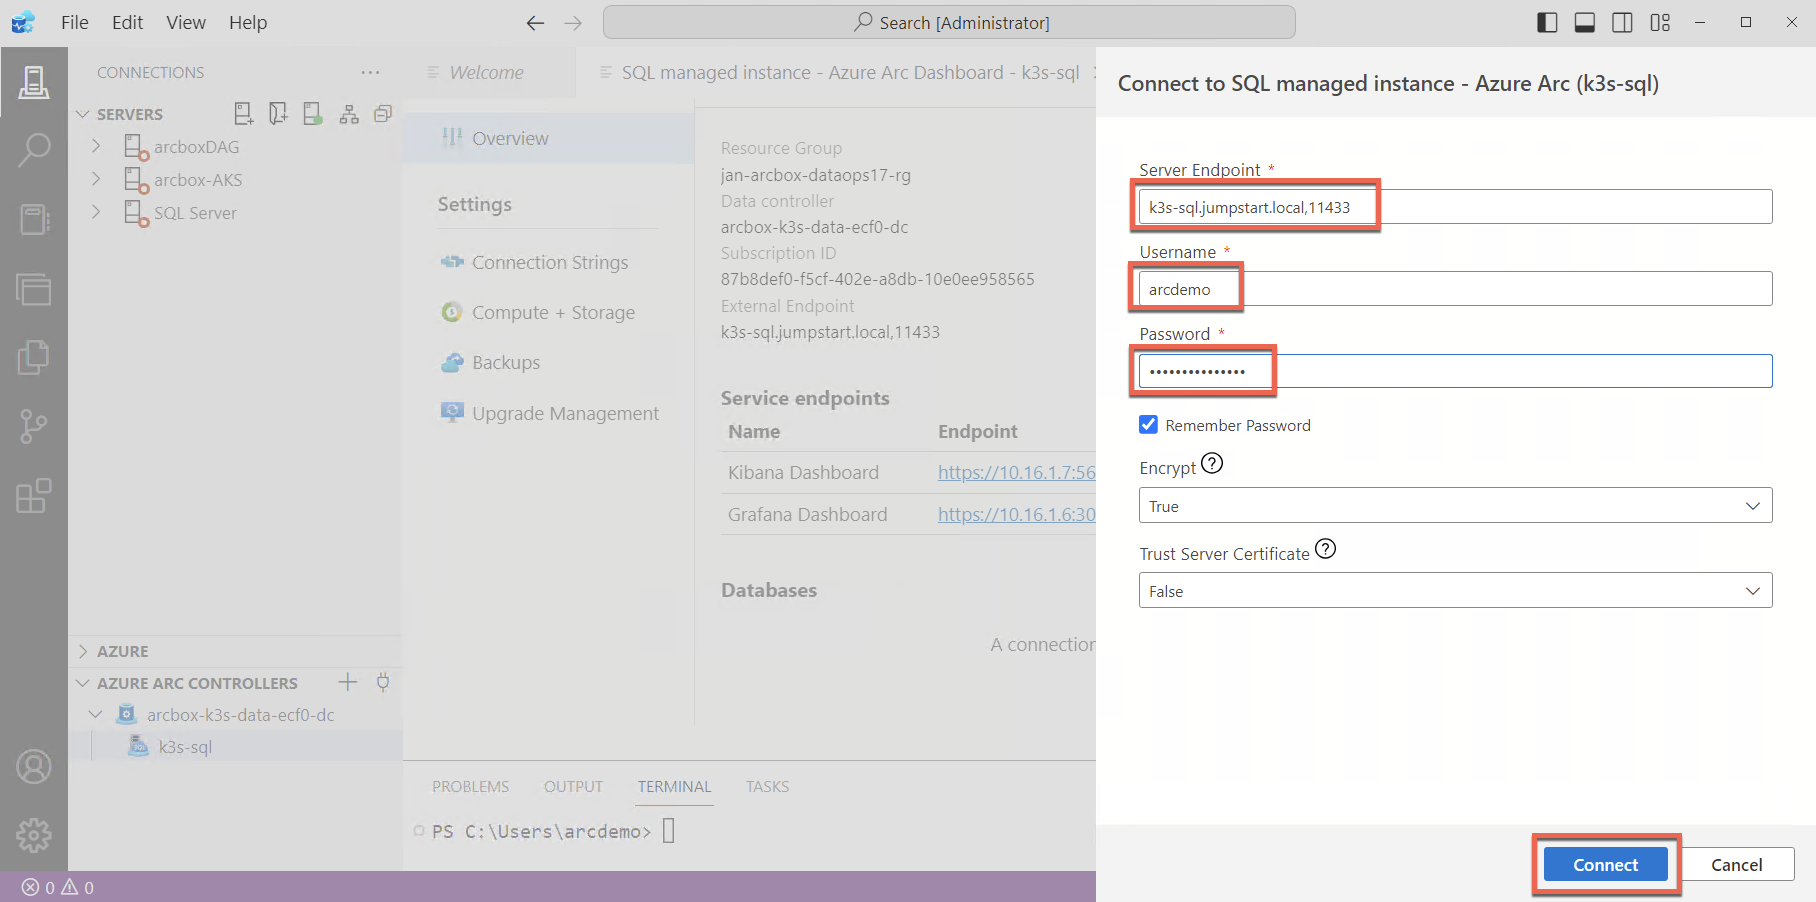 File Edit View Help
Search [Administrator]
CONNECTIONS
SERVERS
arcboxDAG
arcbox-AKS
SQL Server
AZURE
AZURE ARC CONTROLLERS
arcbox-k3s-data-ecf0-dc
k3s-sql
Welcome
SQL managed instance - Azure Arc Dashboard - k3s-sql
Overview
Settings
Connection Strings
Compute + Storage
Backups
Upgrade Management
Resource Group
jan-arcbox-dataops17-rg
Data controller
arcbox-k3s-data-ecf0-dc
Subscription ID
87b8def0-f5cf-402e-a8db-10e0ee958565
External Endpoint
k3s-sql.jumpstart.local,11433
Service endpoints
Name Endpoint
Kibana Dashboard https://10.16.1.7:56
Grafana Dashboard https://10.16.1.6:30
Databases
A connection
PROBLEMS OUTPUT TERMINAL TASKS
PS C:\Users\arcdemo>
0 0
Connect to SQL managed instance - Azure Arc (k3s-sql)
Server Endpoint *
k3s-sql.jumpstart.local,11433
Username *
arcdemo
Password *
•••••••••••••••
Remember Password
Encrypt ?
True
Trust Server Certificate ?
False
Connect Cancel